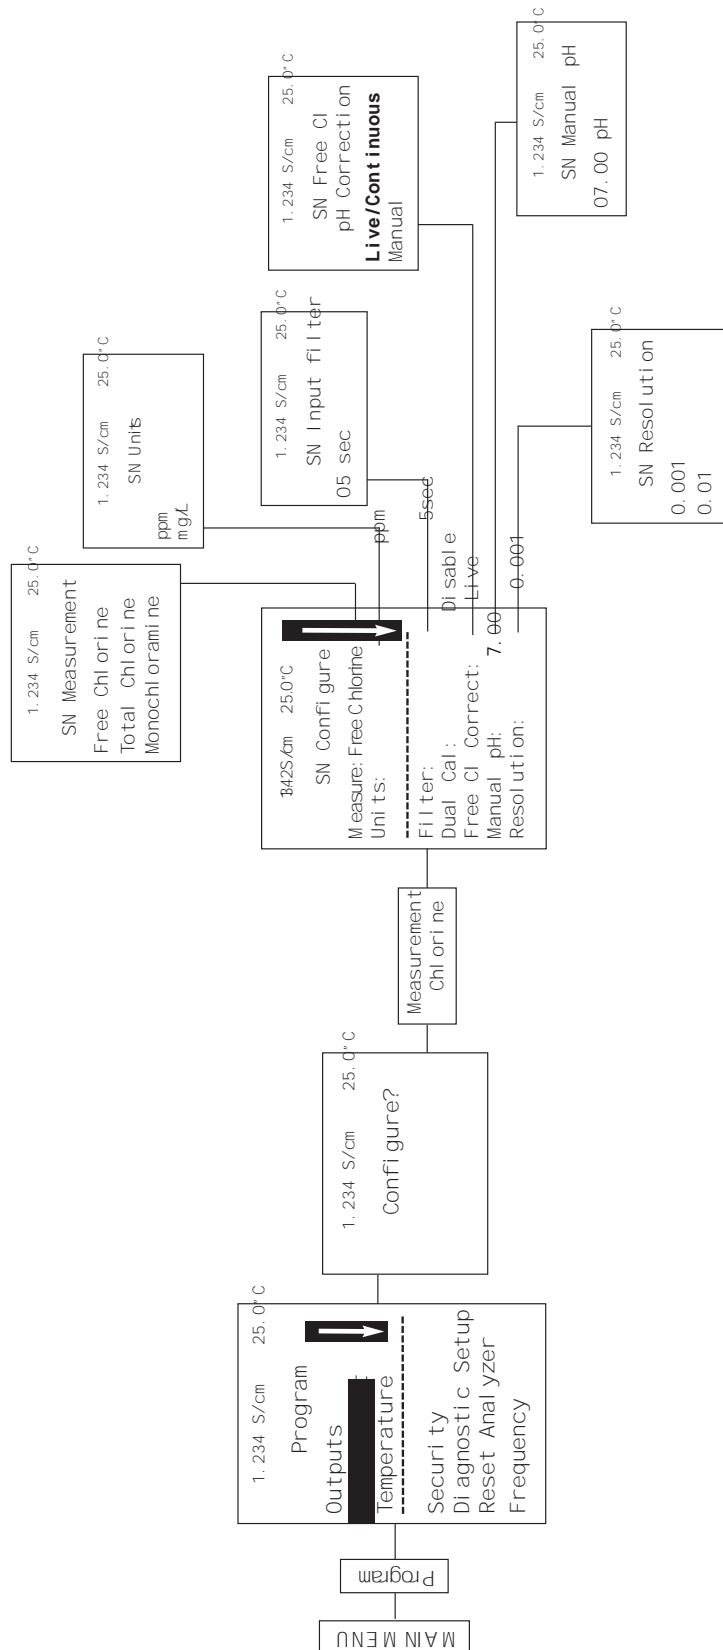 MAIN MENU
Program
1.234 S/cm 25.0°C
Program
Outputs
Temperature
Security
Diagnostic Setup
Reset Analyzer
Frequency
1.234 S/cm 25.0°C
Configure?
Measurement
Chlorine
25.0°C
SN Configure
Measure: Free Chlorine
Units: ppm
Filter: 5sec
Dual Cal: Disable
Free Cl Correct: Live
Manual pH: 7.00
Resolution: 0.001
1.234 S/cm 25.0°C
SN Measurement
Free Chlorine
Total Chlorine
Monochloramine
1.234 S/cm 25.0°C
SN Units
ppm
mg/L
1.234 S/cm 25.0°C
SN Input filter
05 sec
1.234 S/cm 25.0°C
SN Free Cl
pH Correction
Live/Continuous
Manual
1.234 S/cm 25.0°C
SN Manual pH
07.00 pH
1.234 S/cm 25.0°C
SN Resolution
0.001
0.01